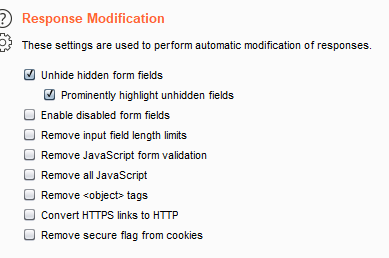 Response Modification
These settings are used to perform automatic modification of responses.
Unhide hidden form fields
Prominently highlight unhidden fields
Enable disabled form fields
Remove input field length limits
Remove JavaScript form validation
Remove all JavaScript
Remove <object> tags
Convert HTTPS links to HTTP
Remove secure flag from cookies